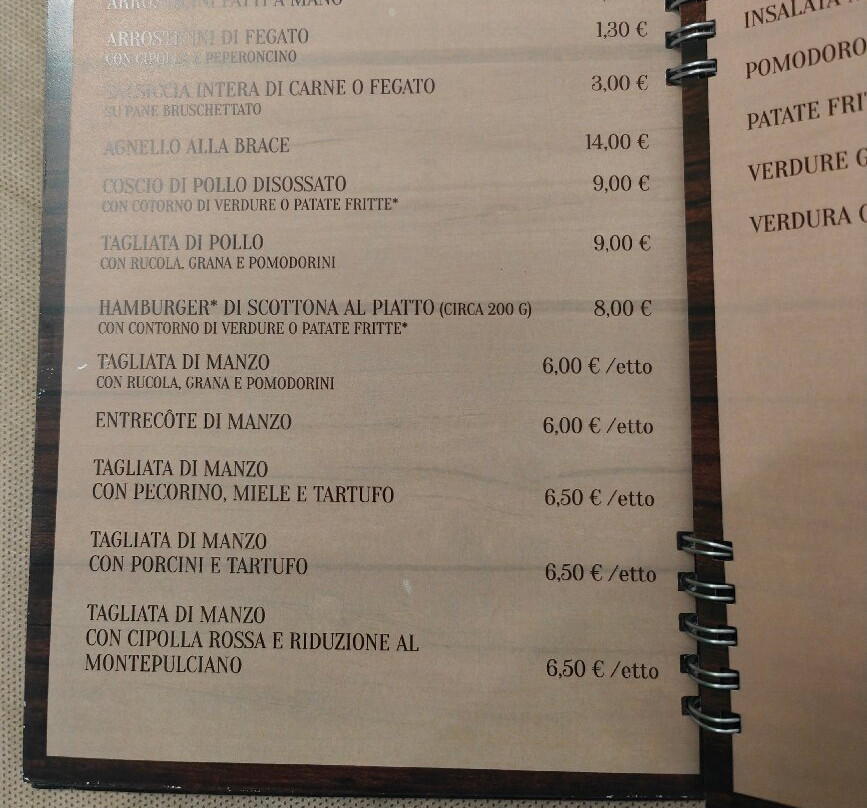 ARROSTICINI FATTI A MANO
ARROSTICINI DI FEGATO 1,30 €
CON CIPOLLA E PEPERONCINO
SALSICCIA INTERA DI CARNE O FEGATO 3,00 €
SU PANE BRUSCHETTATO
AGNELLO ALLA BRACE 14,00 €
COSCIO DI POLLO DISOSSATO 9,00 €
CON COTORNO DI VERDURE O PATATE FRITTE*
TAGLIATA DI POLLO 9,00 €
CON RUCOLA, GRANA E POMODORINI
HAMBURGER* DI SCOTTONA AL PIATTO (CIRCA 200 G) 8,00 €
CON CONTORNO DI VERDURE O PATATE FRITTE*
TAGLIATA DI MANZO 6,00 € /etto
CON RUCOLA, GRANA E POMODORINI
ENTRECÔTE DI MANZO 6,00 € /etto
TAGLIATA DI MANZO
CON PECORINO, MIELE E TARTUFO 6,50 € /etto
TAGLIATA DI MANZO
CON PORCINI E TARTUFO 6,50 € /etto
TAGLIATA DI MANZO
CON CIPOLLA ROSSA E RIDUZIONE AL
MONTEPULCIANO 6,50 € /etto
INSALATA
POMODORO
PATATE FRI
VERDURE G
VERDURA